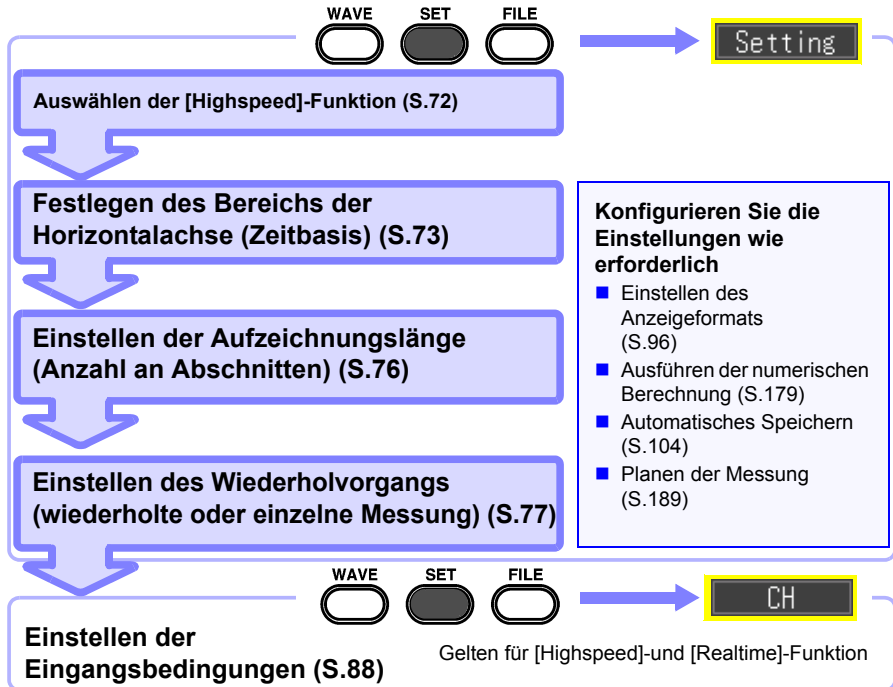 WAVE SET FILE
Setting
Auswählen der [Highspeed]-Funktion (S.72)
Festlegen des Bereichs der
Horizontalachse (Zeitbasis) (S.73)
Einstellen der Aufzeichnungslänge
(Anzahl an Abschnitten) (S.76)
Einstellen des Wiederholvorgangs
(wiederholte oder einzelne Messung) (S.77)
Konfigurieren Sie die
Einstellungen wie
erforderlich
Einstellen des
Anzeigeformats
(S.96)
Ausführen der numerischen
Berechnung (S.179)
Automatisches Speichern
(S.104)
Planen der Messung
(S.189)
WAVE SET FILE
CH
Einstellen der
Eingangsbedingungen (S.88)
Gelten für [Highspeed]-und [Realtime]-Funktion